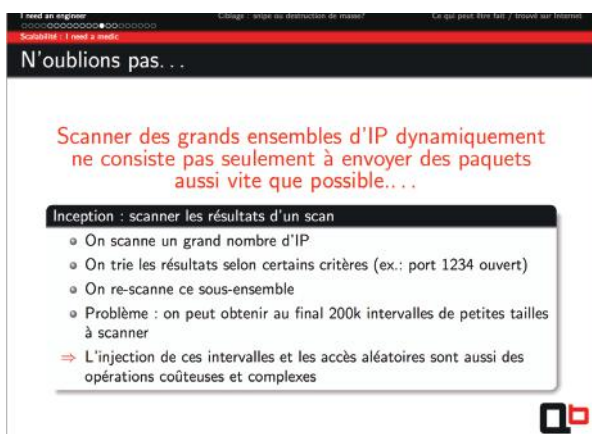 I need an engineer
Ciblage : snipe ou destruction de masse?
Ce qui peut être fait / trouvé sur Internet
Scalabilité : I need a medic
N'oublions pas...
Scanner des grands ensembles d'IP dynamiquement
ne consiste pas seulement à envoyer des paquets
aussi vite que possible....
Inception : scanner les résultats d'un scan
On scanne un grand nombre d'IP
On trie les résultats selon certains critères (ex.: port 1234 ouvert)
On re-scanne ce sous-ensemble
Problème : on peut obtenir au final 200k intervalles de petites tailles
à scanner
⇒ L'injection de ces intervalles et les accès aléatoires sont aussi des
opérations coûteuses et complexes